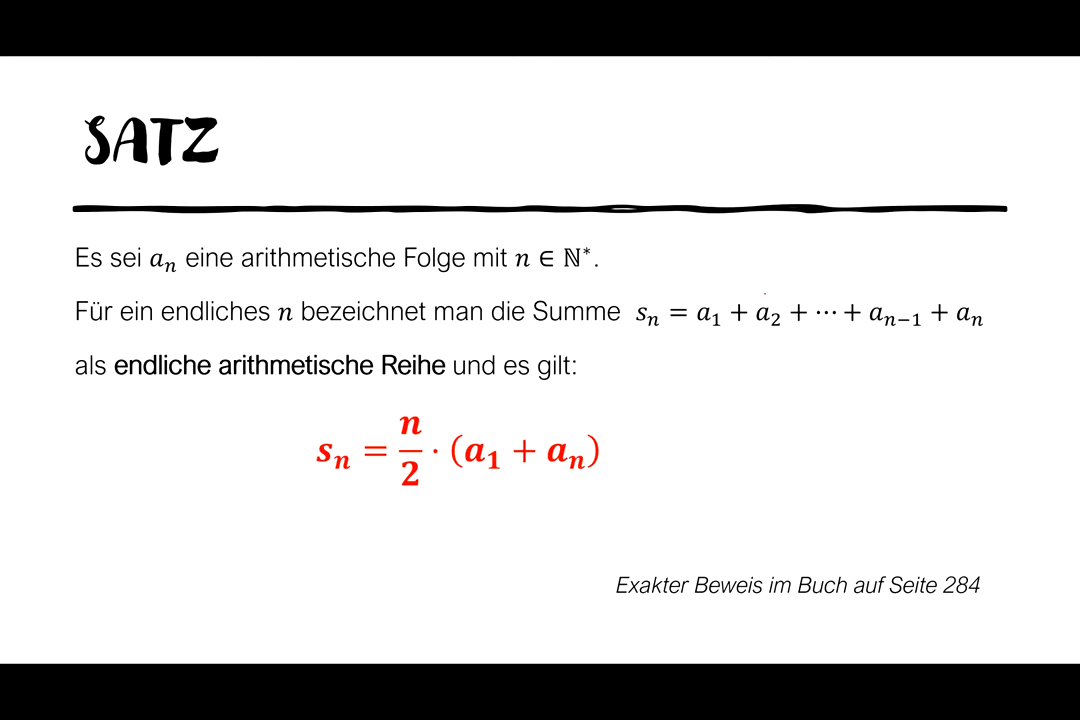 SATZ
Es sei aₙ eine arithmetische Folge mit n ∈ ℕ*.
Für ein endliches n bezeichnet man die Summe sₙ = a₁ + a₂ + ⋯ + aₙ₋₁ + aₙ
als endliche arithmetische Reihe und es gilt:
sₙ = n/2 · (a₁ + aₙ)
Exakter Beweis im Buch auf Seite 284